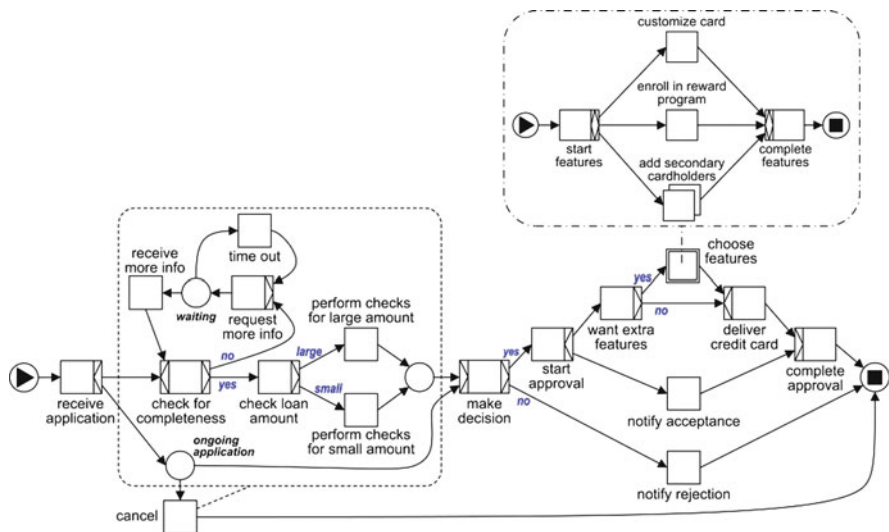 customize card
enroll in reward
program
start
features
complete
features
add secondary
cardholders
choose
features
time out
receive
more info
waiting
request
more info
perform checks
for large amount
yes
no
want extra
features
deliver
credit card
no
yes
large
small
yes
no
receive
application
check for
completeness
check loan
amount
perform checks
for small amount
make
decision
start
approval
complete
approval
notify acceptance
ongoing
application
notify rejection
cancel